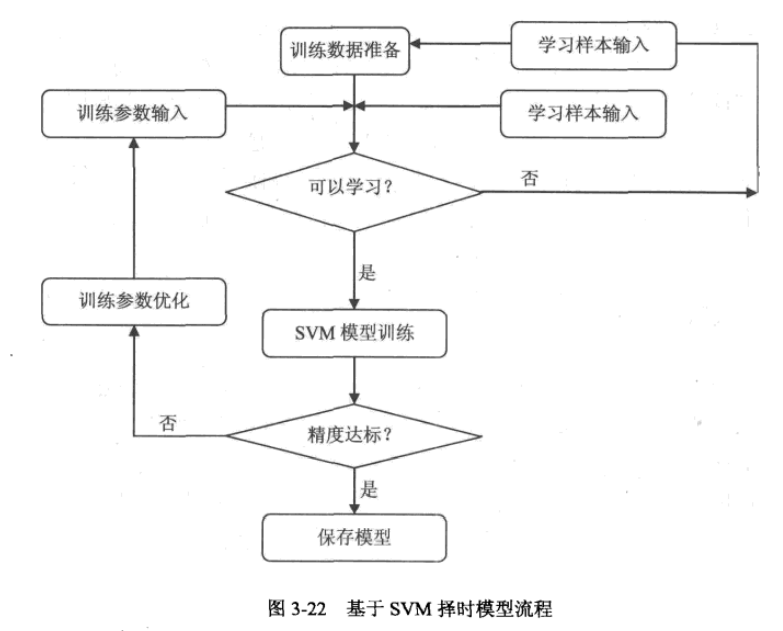 训练数据准备
学习样本输入
训练参数输入
学习样本输入
可以学习？
否
是
训练参数优化
SVM 模型训练
否
精度达标？
是
保存模型
图 3-22 基于 SVM 择时模型流程